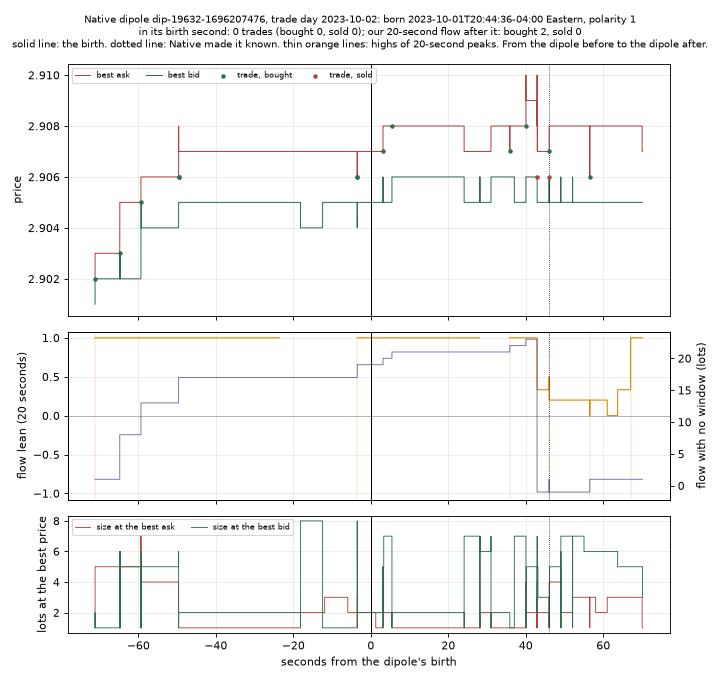 Native dipole dip-19632-1696207476, trade day 2023-10-02: born 2023-10-01T20:44:36-04:00 Eastern, polarity 1
in its birth second: 0 trades (bought 0, sold 0); our 20-second flow after it: bought 2, sold 0
solid line: the birth. dotted line: Native made it known. thin orange lines: highs of 20-second peaks. From the dipole before to the dipole after.
best ask
best bid
trade, bought
trade, sold
2.910
2.908
2.906
2.904
2.902
price
1.0
0.5
0.0
−0.5
−1.0
flow lean (20 seconds)
20
15
10
5
0
flow with no window (lots)
size at the best ask
size at the best bid
8
6
4
2
lots at the best price
−60
−40
−20
0
20
40
60
seconds from the dipole's birth